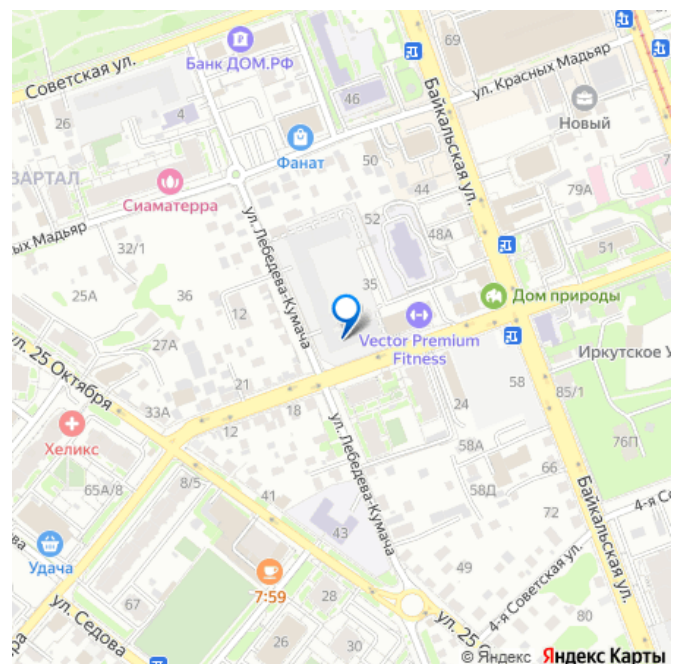 69
Банк ДОМ.РФ
Советская ул.
Байкальская ул.
ул. Красных Мадьяр
46
4
26
Новый
Фанат
50
ЗАРТАЛ
44
79А
Сиаматерра
52
ых Мадьяр
32/1
ул. Лебедева-Кумача
48А
51
35
25А
36
12
Дом природы
Vector Premium
Fitness
27А
ул. 25 Октября
21
58
85/1
Иркутское У
33А
18
24
12
Хеликс
ул. Лебедева-Кумача
58А
76П
65А/8
8/5
41
58Д
66
Байкальская ул.
4-я Со
43
72
Удача
49
4-я Советская ул.
7:59
67
28
80
ул. Седова
ул. 25 О
26
30
© Яндекс Яндекс Карты